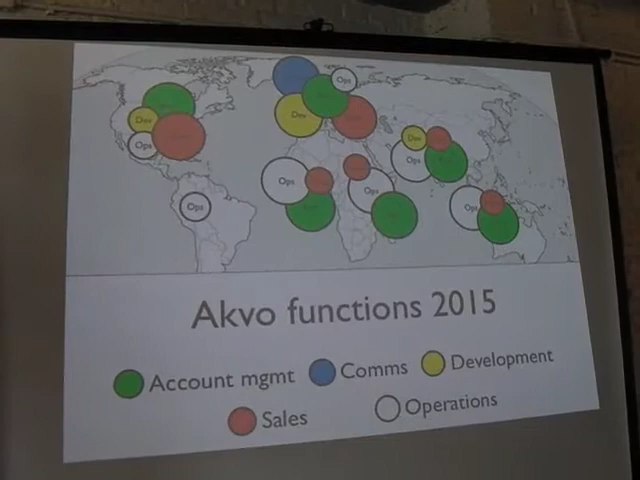 Ops
Dev
Dev
Ops
Dev
Ops
Ops
Ops
Ops
Ops
Ops
Akvo functions 2015
Account mgmt
Comms
Development
Sales
Operations